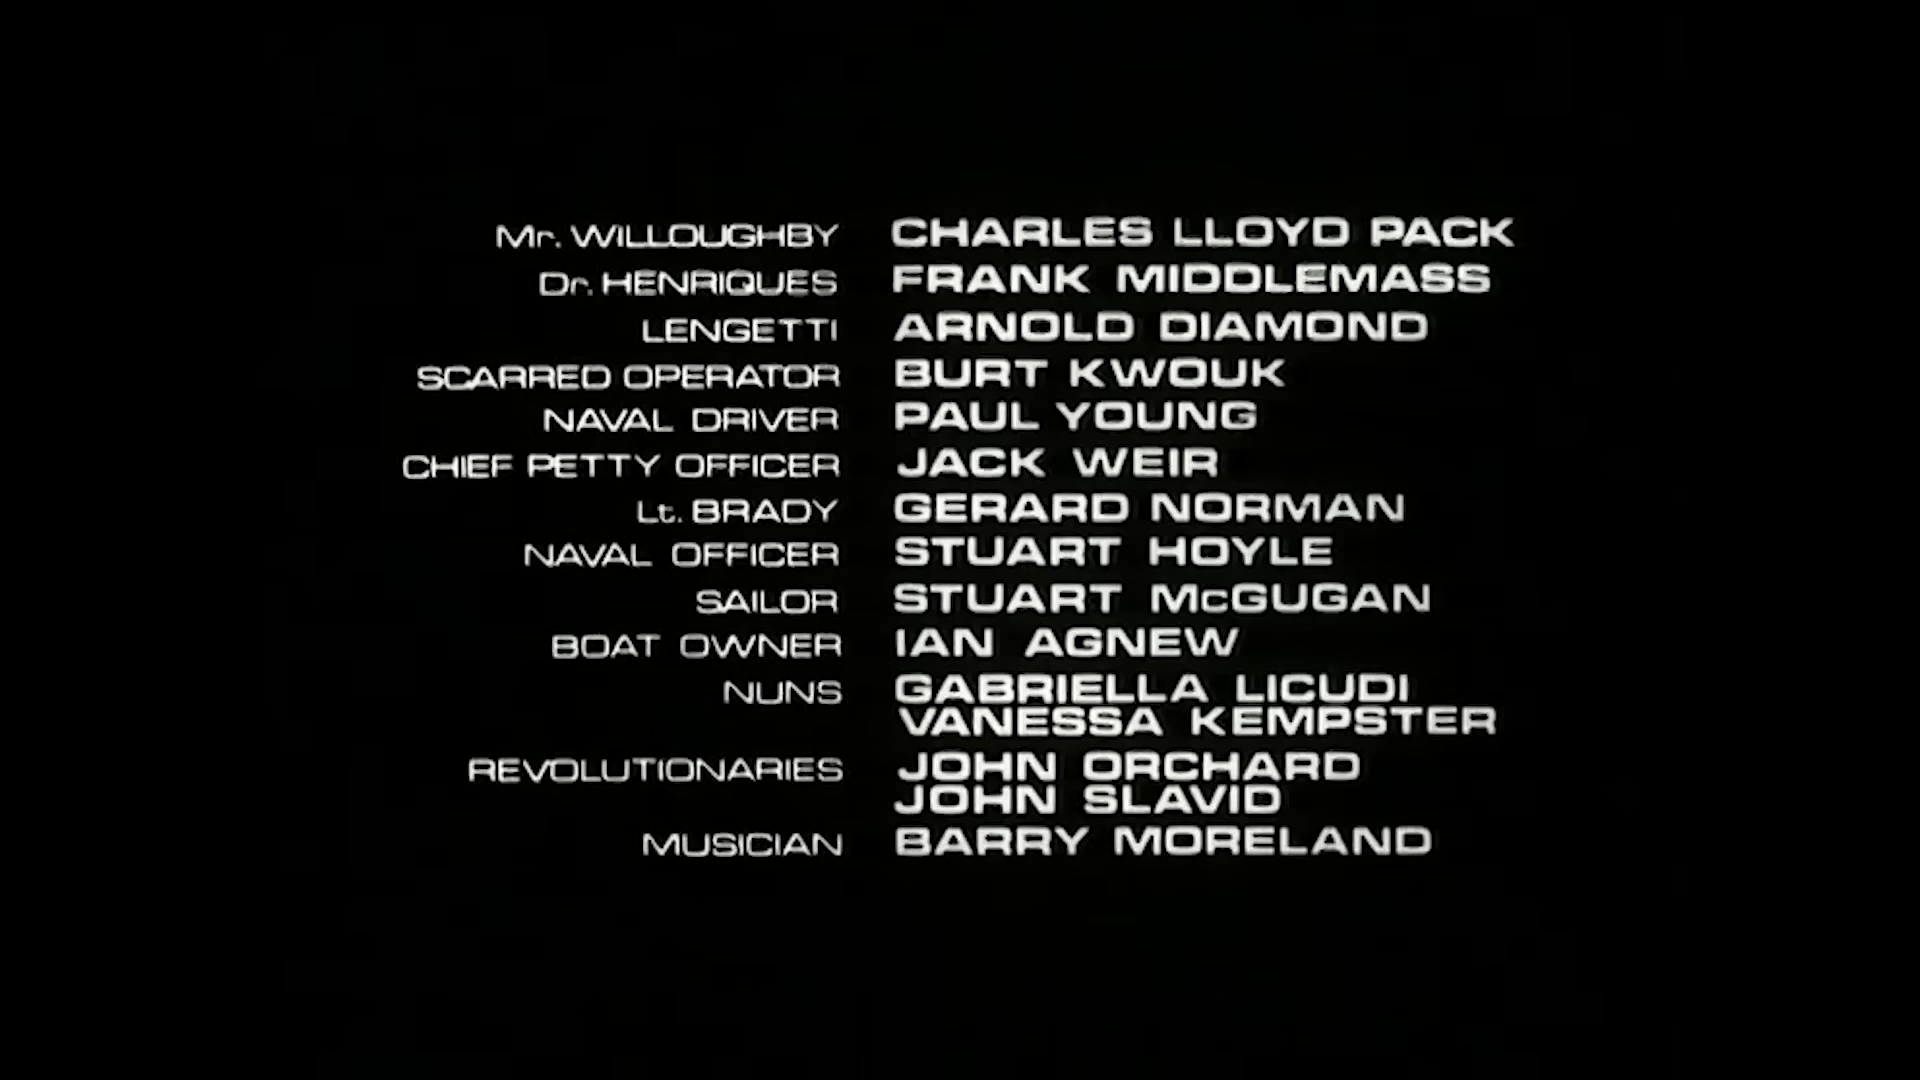 Mr. WILLOUGHBY CHARLES LLOYD PACK
Dr. HENRIQUES FRANK MIDDLEMASS
LENGETTI ARNOLD DIAMOND
SCARRED OPERATOR BURT KWOUK
NAVAL DRIVER PAUL YOUNG
CHIEF PETTY OFFICER JACK WEIR
Lt. BRADY GERARD NORMAN
NAVAL OFFICER STUART HOYLE
SAILOR STUART McGUGAN
BOAT OWNER IAN AGNEW
NUNS GABRIELLA LICUDI
VANESSA KEMPSTER
REVOLUTIONARIES JOHN ORCHARD
JOHN SLAVID
MUSICIAN BARRY MORELAND